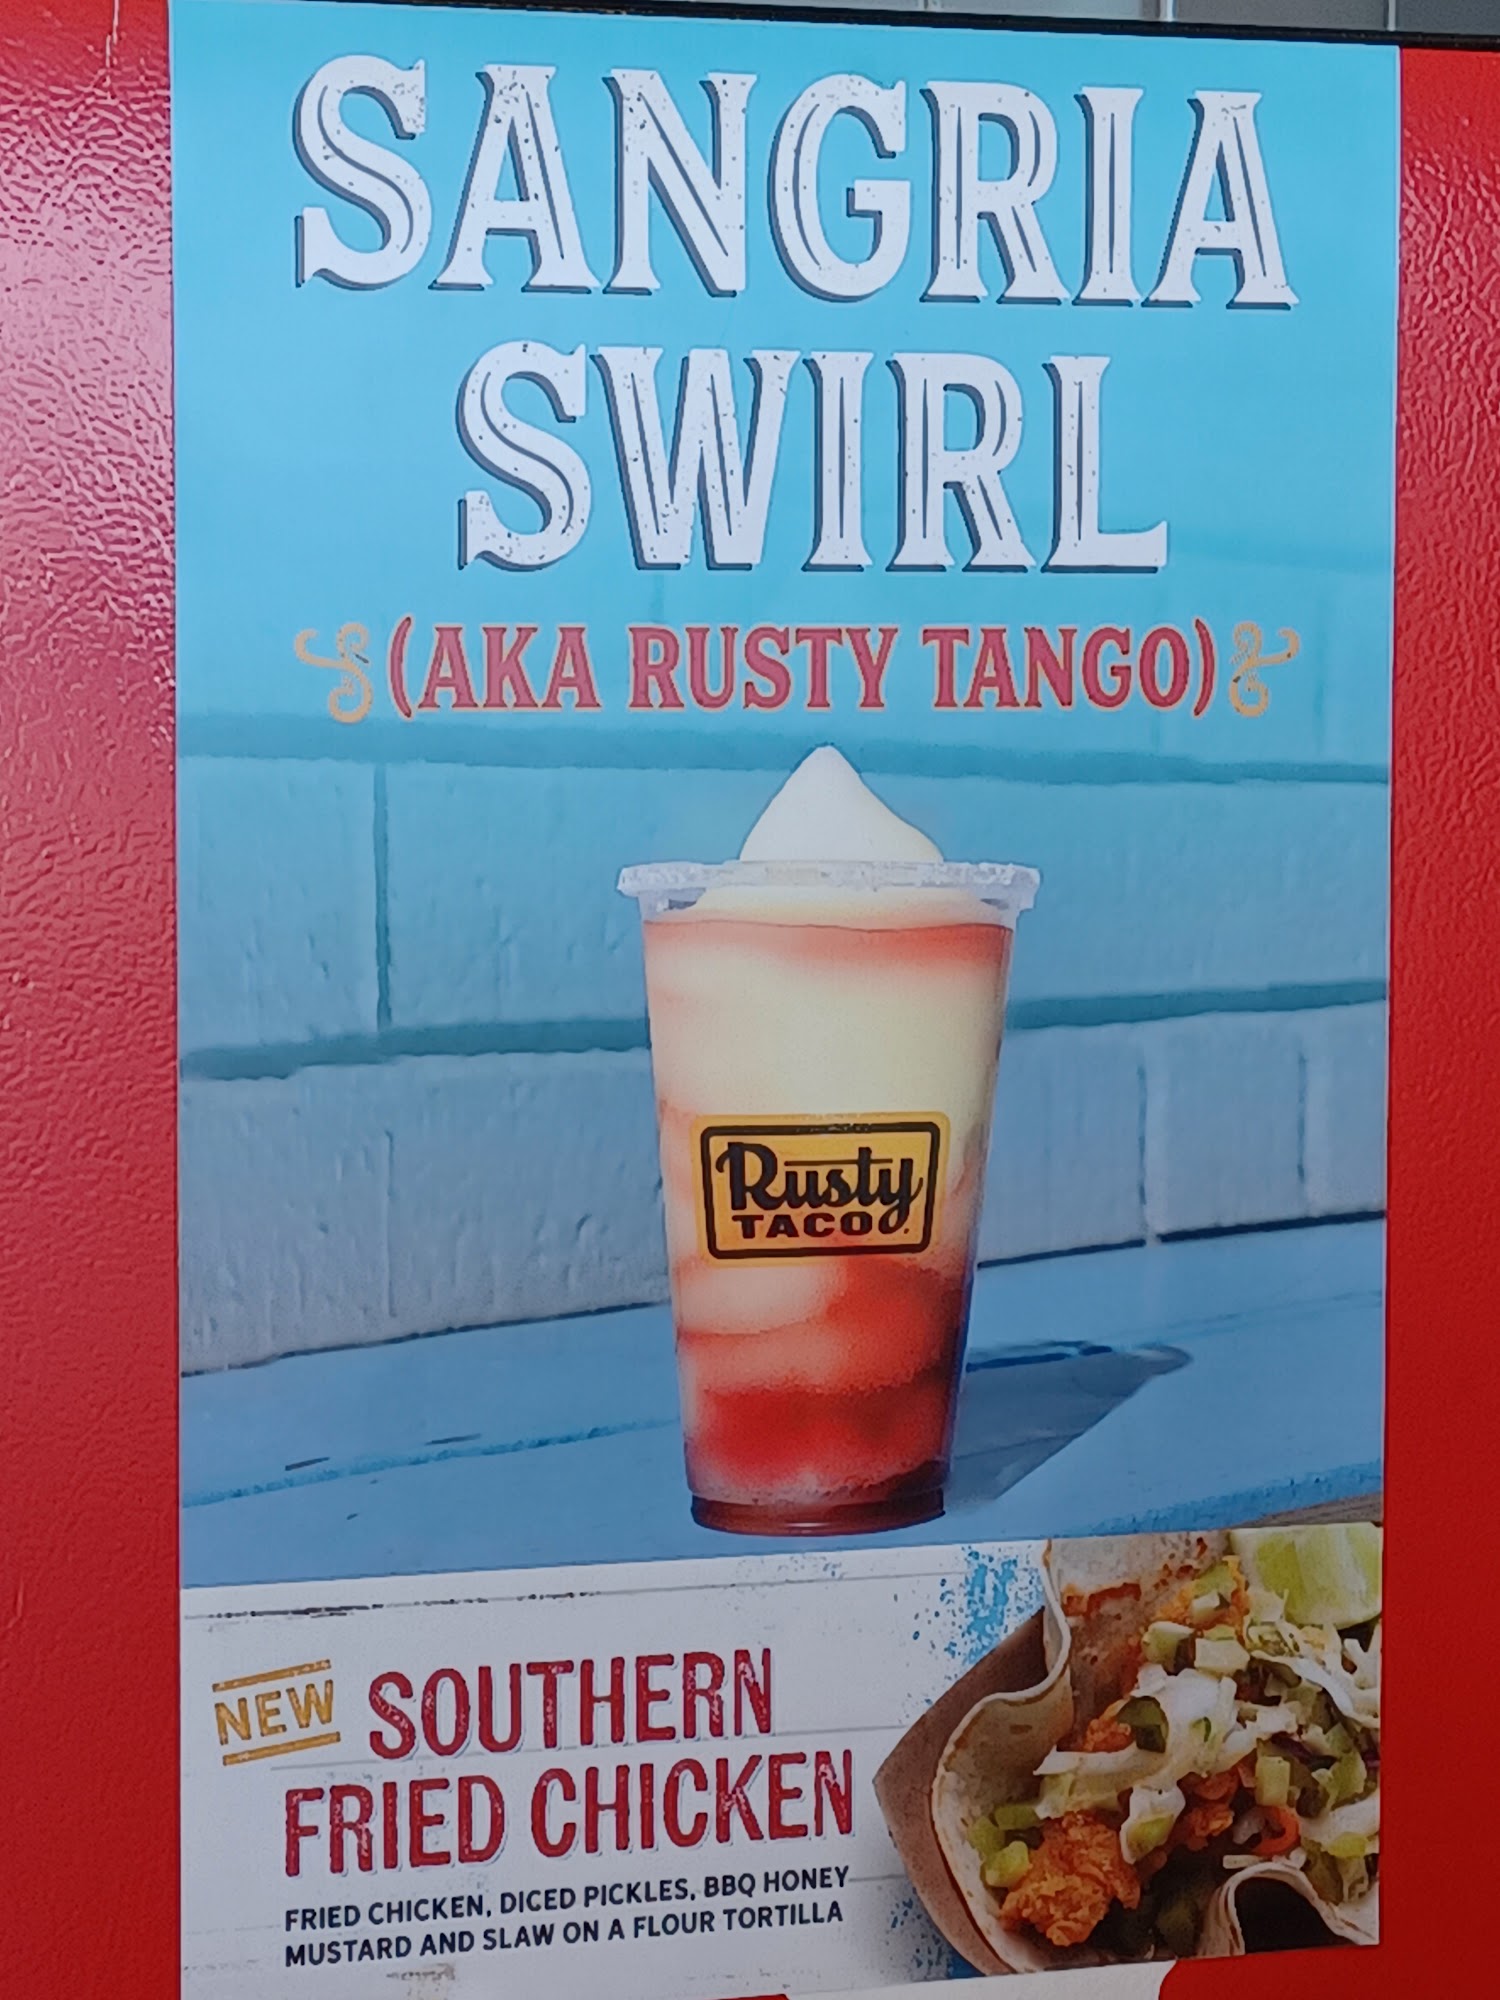 SANGRIA
SWIRL
(AKA RUSTY TANGO)
Rusty
TACO
NEW
SOUTHERN
FRIED CHICKEN
FRIED CHICKEN, DICED PICKLES, BBQ HONEY
MUSTARD AND SLAW ON A FLOUR TORTILLA